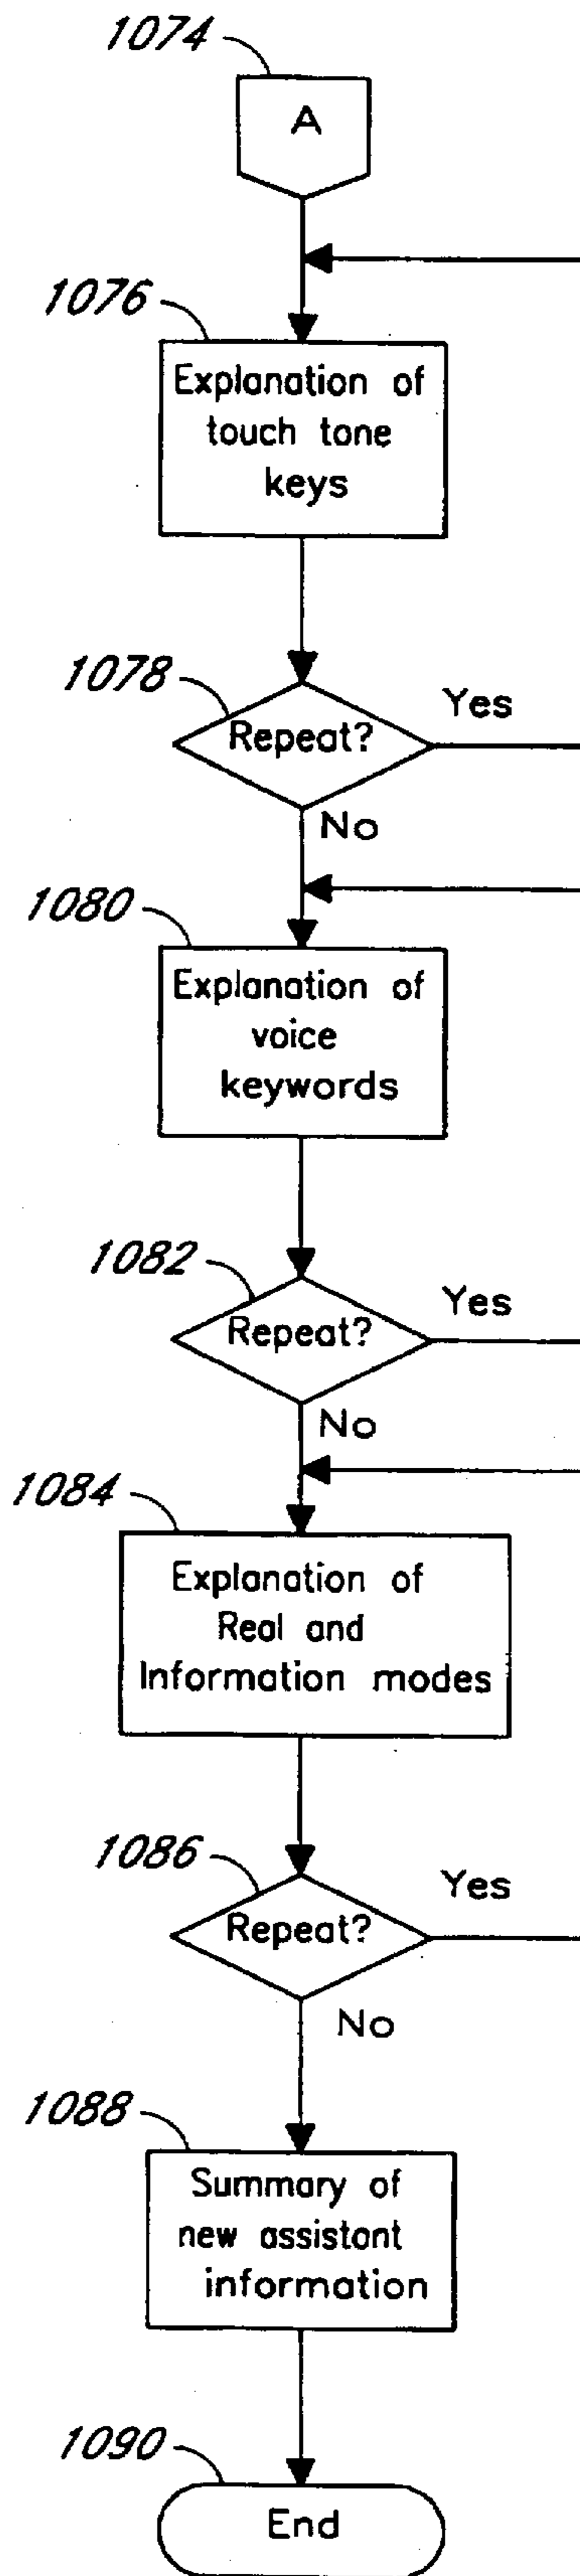 1074
A
1076
Explanation of
touch tone
keys
1078
Repeat?
Yes
No
1080
Explanation of
voice
keywords
1082
Repeat?
Yes
No
1084
Explanation of
Real and
Information modes
1086
Repeat?
Yes
No
1088
Summary of
new assistant
information
1090
End